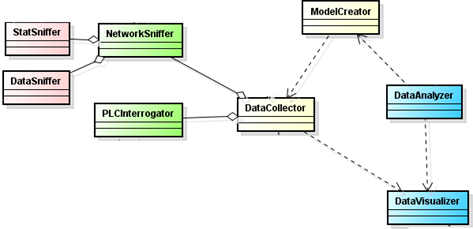 ModelCreator
StatSniffer
NetworkSniffer
DataSniffer
DataAnalyzer
DataCollector
PLCInterrogator
DataVisualizer